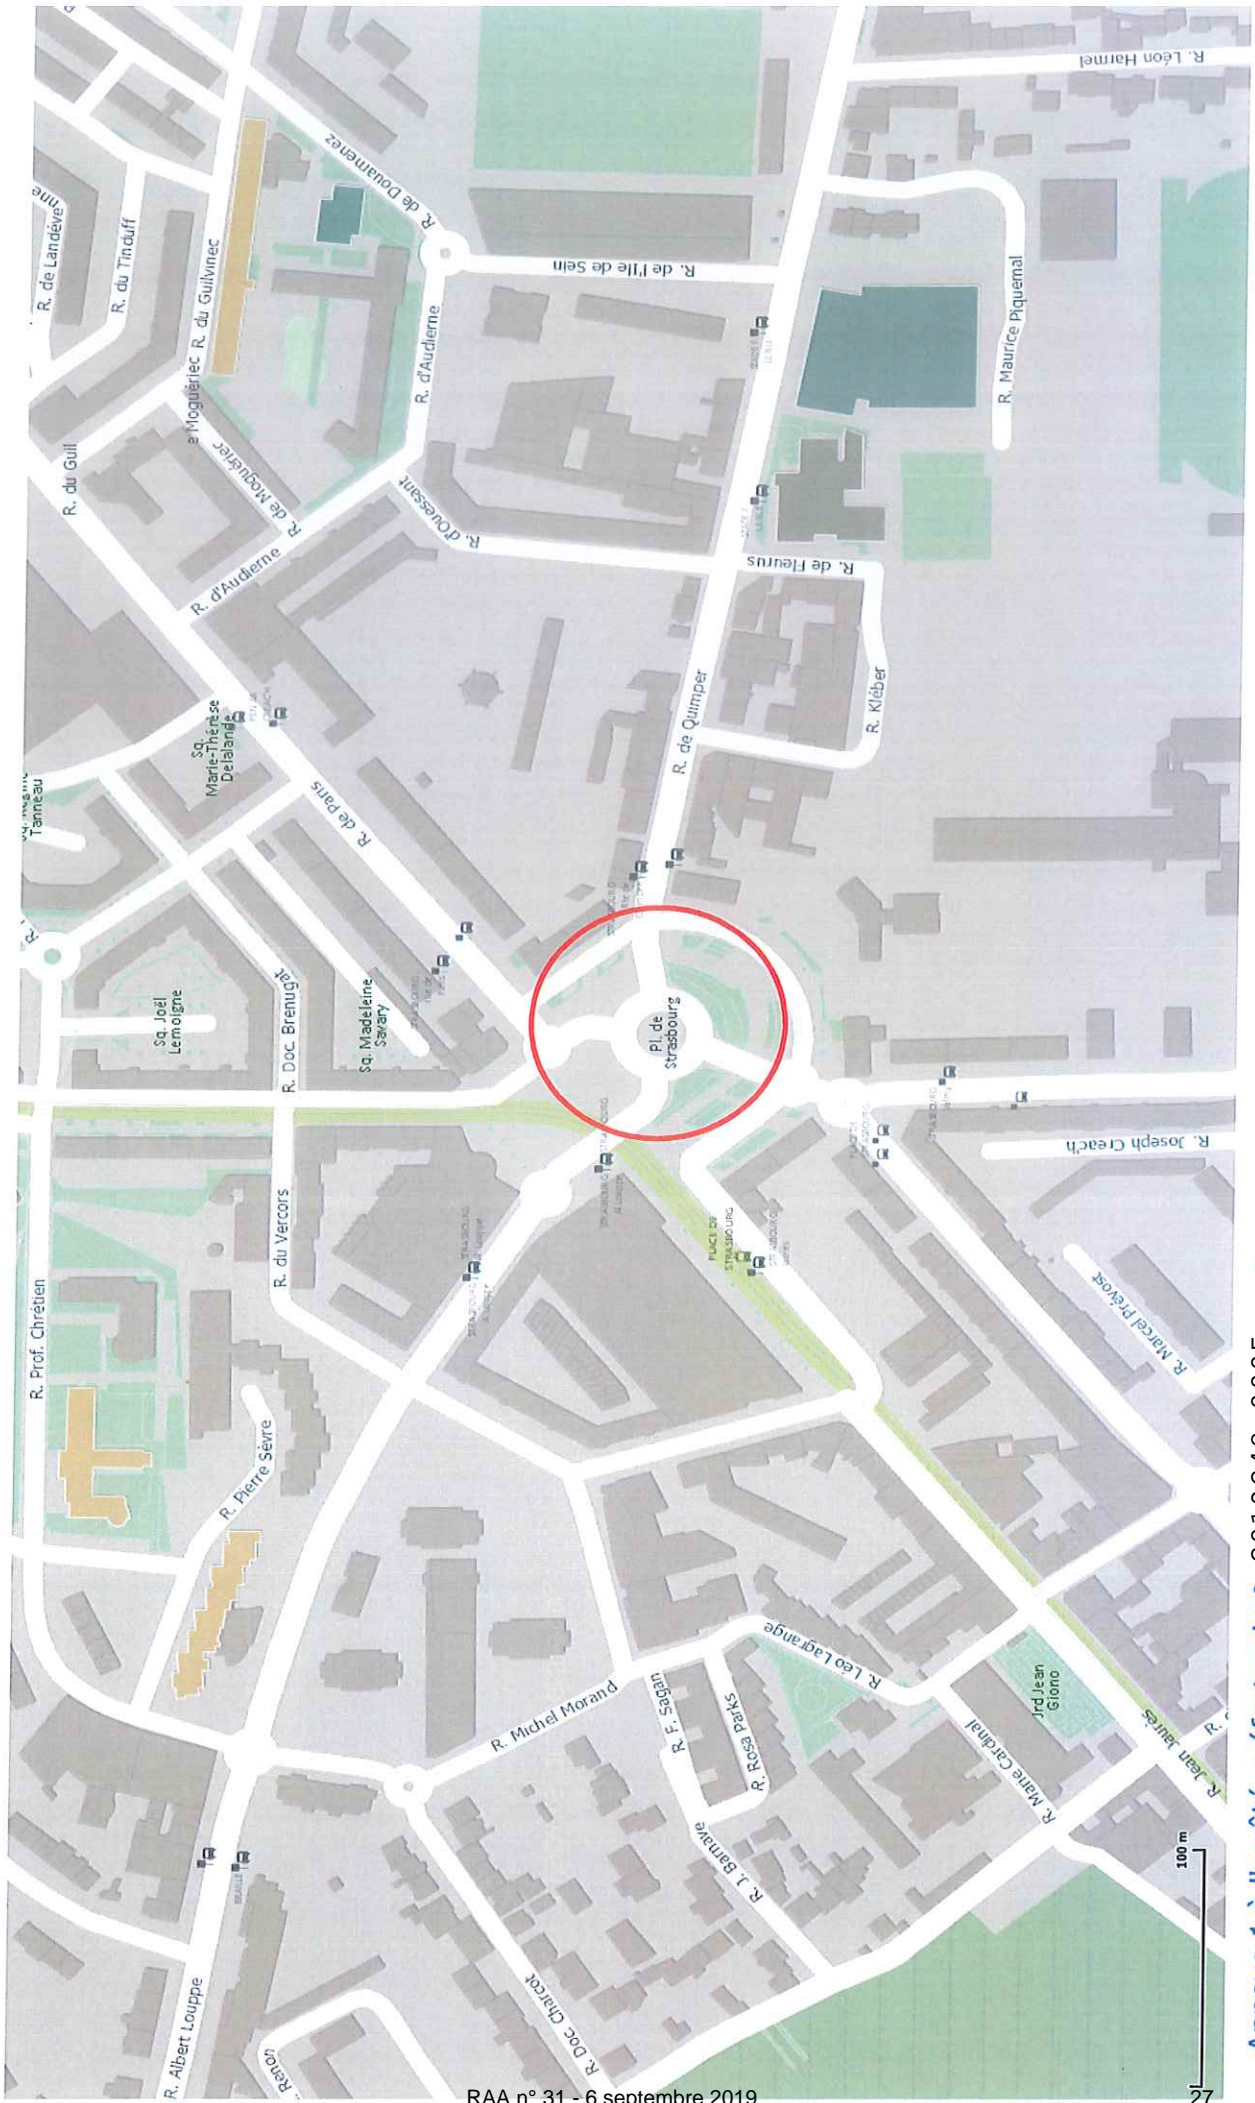 R. Léon Harmel
R. de Douarnenez
R. de Landéve nne
R. du Tinduff
R. du Guilvinec
R. de l'Ile de Sein
R. Maurice Piquemal
R. d'Audierne
e Moguériec
R. du Guil
R. de Moguériec
R. d'Ouessant
R. d'Audierne
R. de Fleurus
R. Kléber
R. de Quimper
Sq.
Marie-Thérèse
Delalande
Tanneau
R. de Paris
Sq. Joël
Lemoigne
R. Doc. Brenugat
Sq. Madeleine
Savary
Pl. de
Strasbourg
R. Joseph Creac'h
R. Prof. Chrétien
R. du Vercors
PLACE DE
STRASBOURG
R. Marcel Prévost
R. Pierre Sèvre
R. Michel Morand
R. F. Sagan
R. Rosa Parks
R. Léo Lagrange
Jrd Jean
Giono
R. Marie Cardinal
R. Jean Jaurès
R. J. Barnave
R. Doc. Charcot
R. Albert Louppe
Renon
100 m
RAA n° 31 - 6 septembre 2019
27